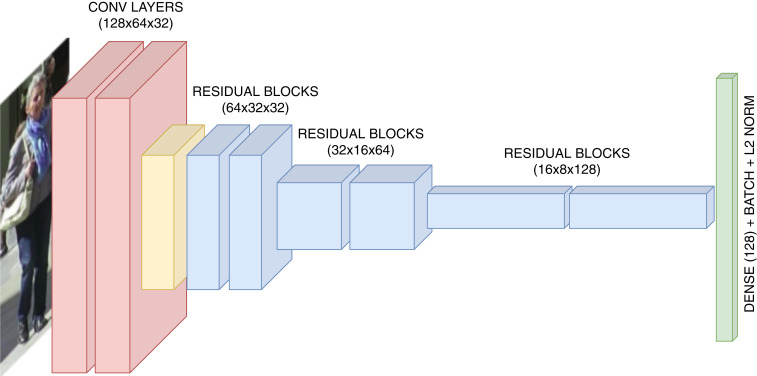 CONV LAYERS
(128x64x32)
RESIDUAL BLOCKS
(64x32x32)
RESIDUAL BLOCKS
(32x16x64)
RESIDUAL BLOCKS
(16x8x128)
DENSE (128) + BATCH + L2 NORM